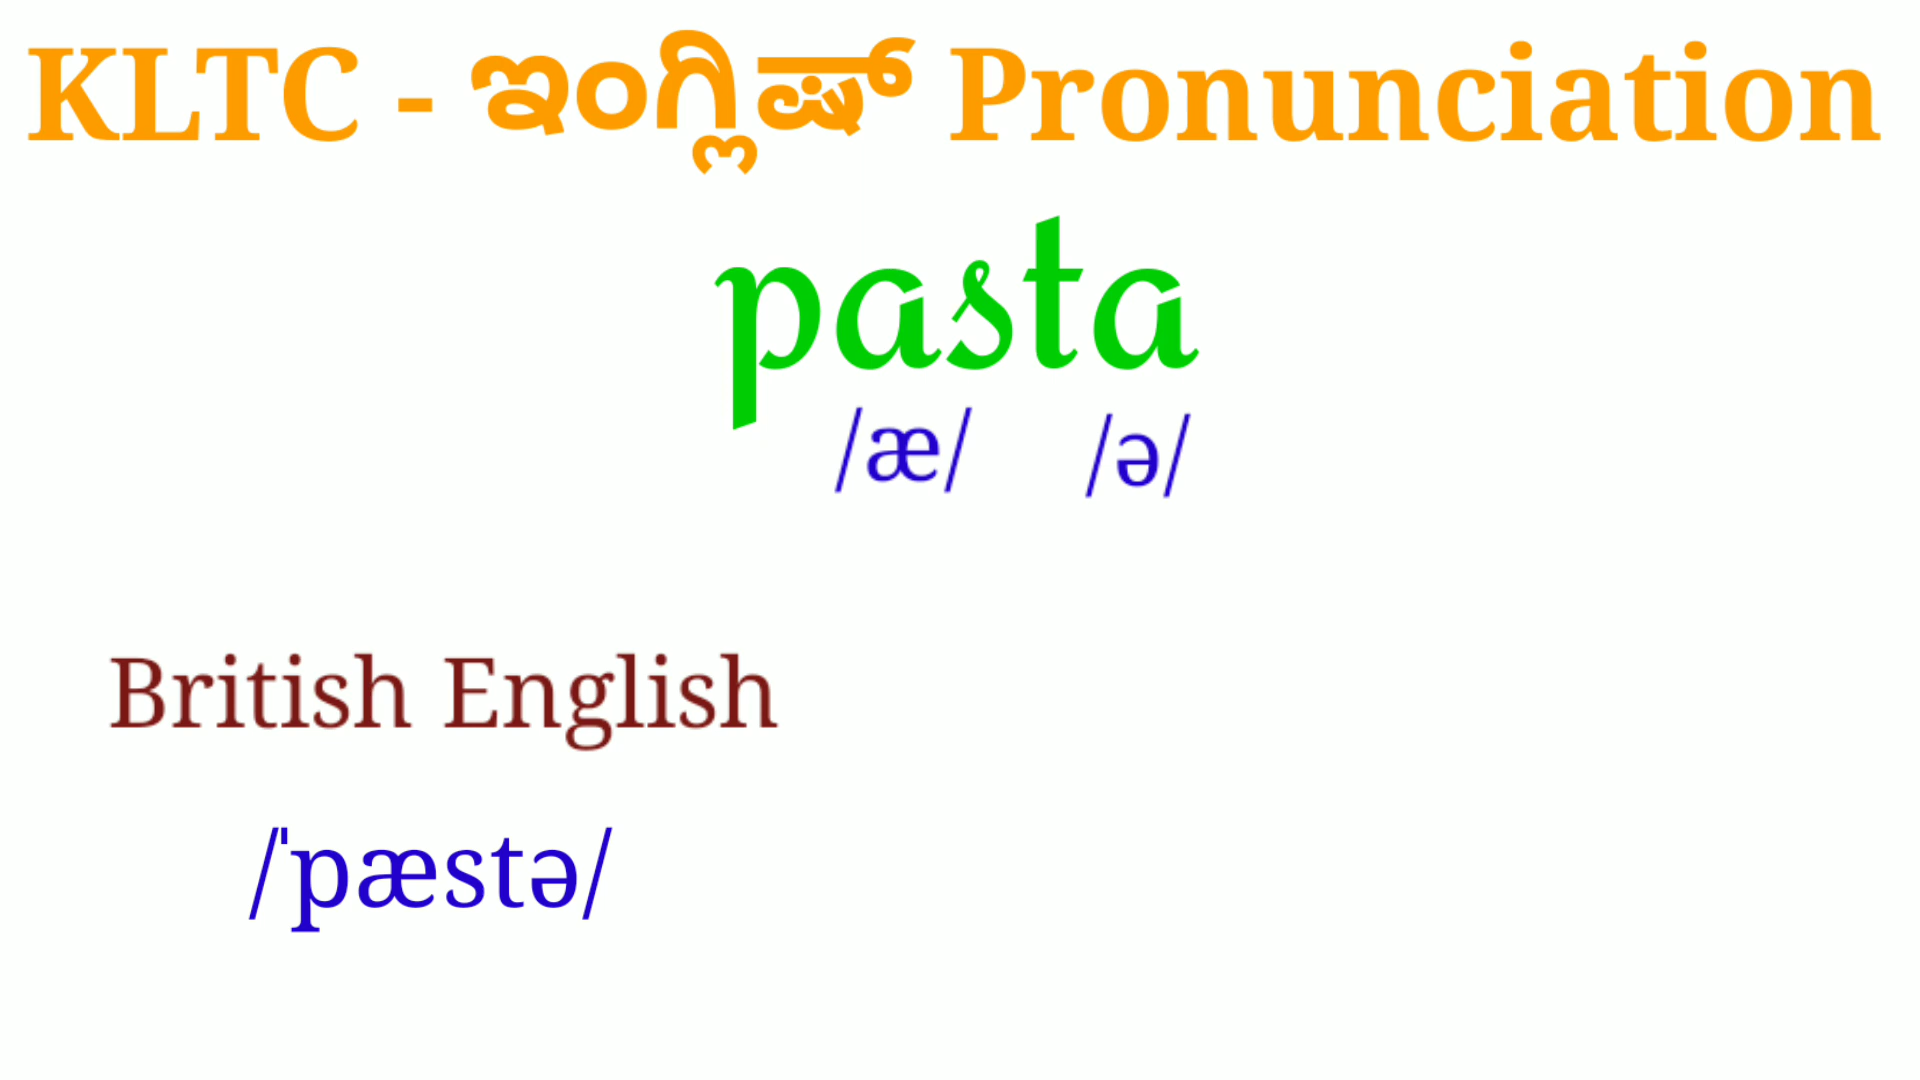 KLTC - ಇಂಗ್ಲಿಷ್ Pronunciation
pasta
/æ/ /ə/
British English
/ˈpæstə/